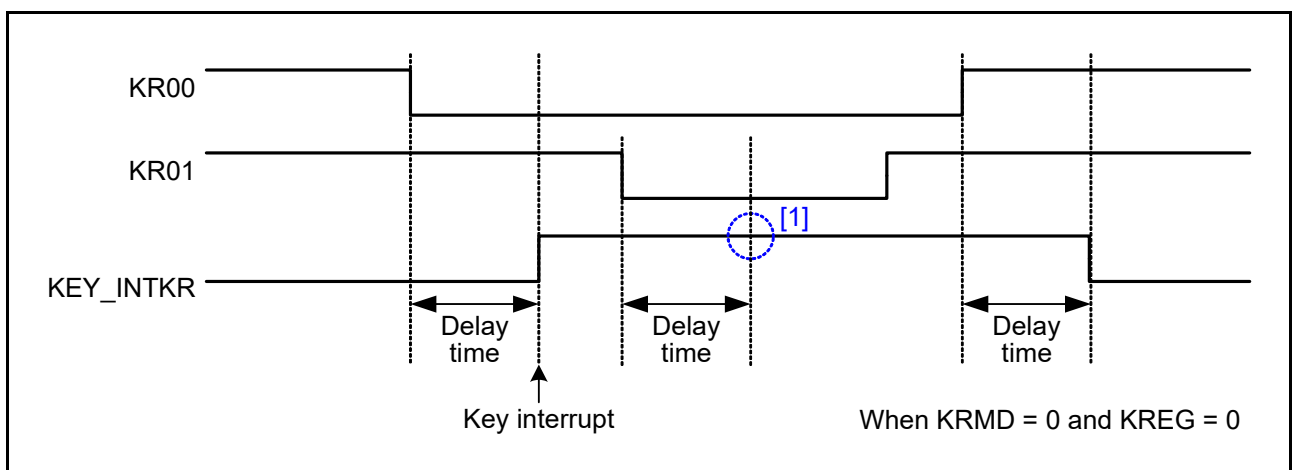 KR00
KR01
[1]
KEY_INTKR
Delay
time
Delay
time
Delay
time
Key interrupt
When KRMD = 0 and KREG = 0